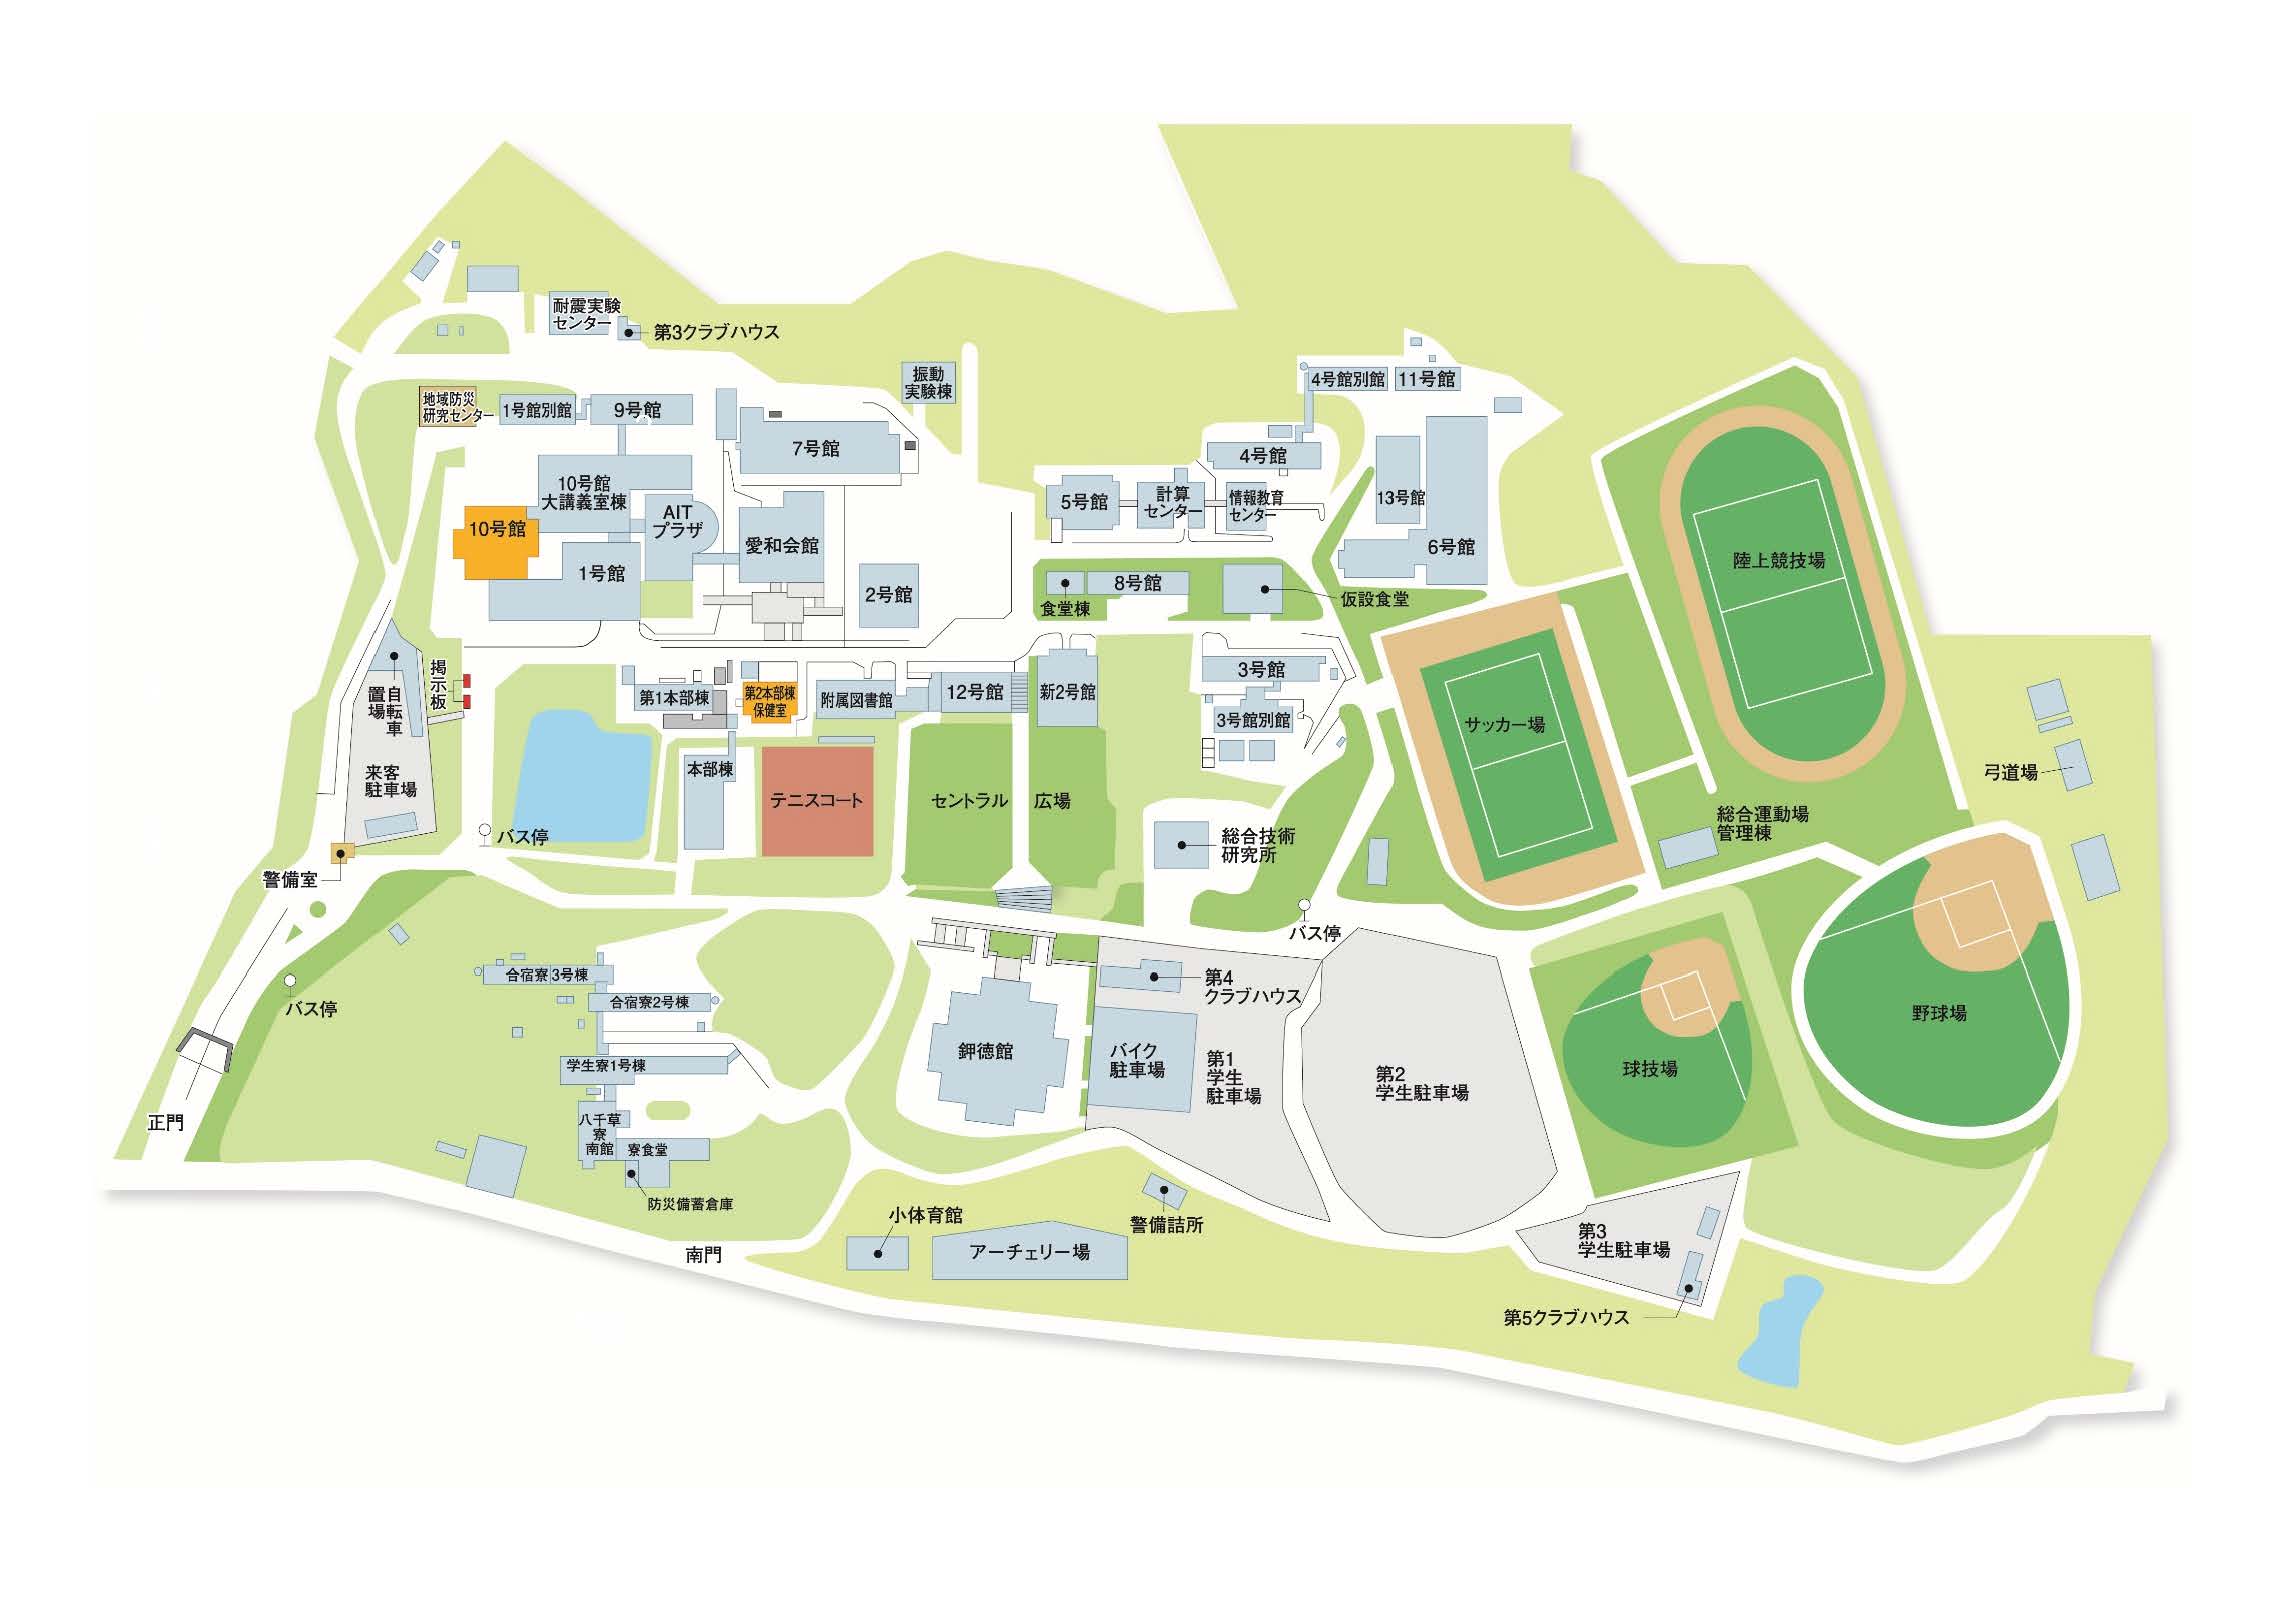 耐震実験
センター
第3クラブハウス
振動
実験棟
地域防災
研究センター
1号館別館
9号館
7号館
4号館別館
11号館
4号館
10号館
大講義室棟
AIT
プラザ
10号館
1号館
愛和会館
2号館
5号館
計算
センター
情報教育
センター
13号館
6号館
陸上競技場
食堂棟
8号館
仮設食堂
自転車
置場
掲示板
第1本部棟
第2本部棟
保健室
附属図書館
12号館
新2号館
3号館
3号館別館
サッカー場
弓道場
来客
駐車場
本部棟
テニスコート
セントラル 広場
総合運動場
管理棟
バス停
総合技術
研究所
警備室
バス停
バス停
合宿寮3号棟
合宿寮2号棟
学生寮1号棟
八千草
寮
南館
寮食堂
防災備蓄倉庫
鉀徳館
第4
クラブハウス
バイク
駐車場
第1
学生
駐車場
第2
学生駐車場
球技場
野球場
正門
南門
小体育館
アーチェリー場
警備詰所
第3
学生駐車場
第5クラブハウス